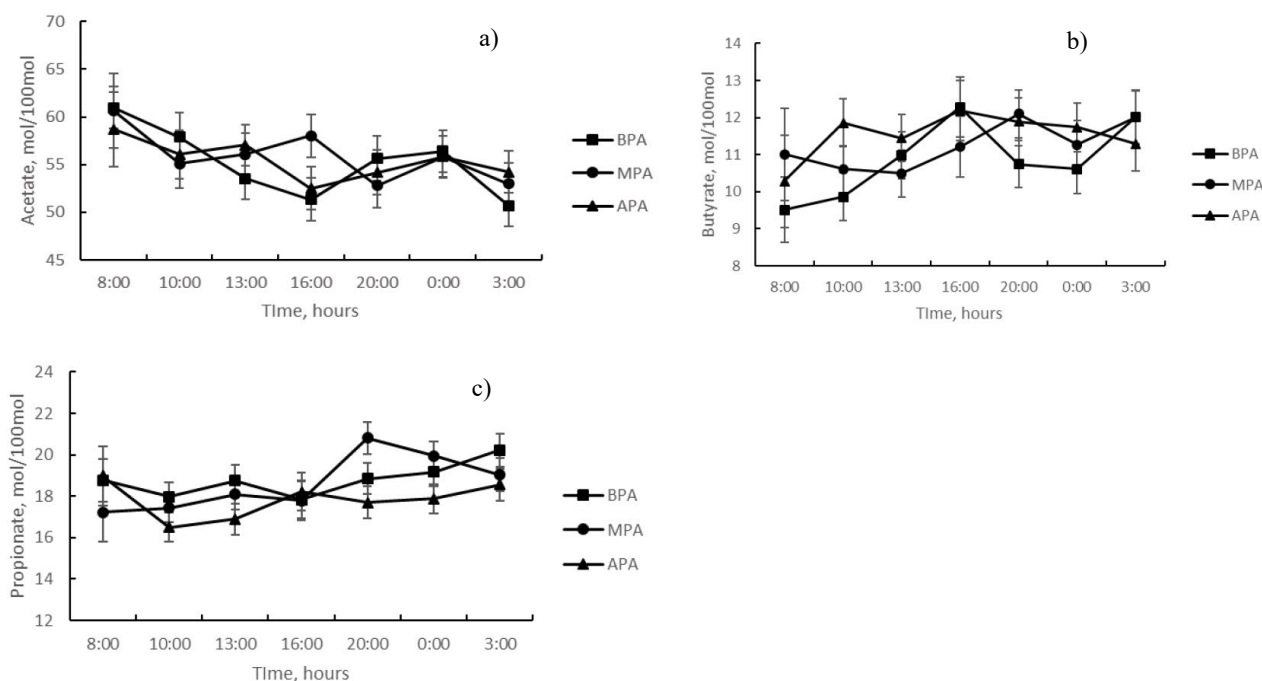 a)
Acetate, mol/100mol
70
65
60
55
50
45
8:00 10:00 13:00 16:00 20:00 0:00 3:00
TIme, hours
BPA
MPA
APA
b)
Butyrate, mol/100mol
14
13
12
11
10
9
8
8:00 10:00 13:00 16:00 20:00 0:00 3:00
TIme, hours
BPA
MPA
APA
c)
Propionate, mol/100mol
24
22
20
18
16
14
12
8:00 10:00 13:00 16:00 20:00 0:00 3:00
TIme, hours
BPA
MPA
APA